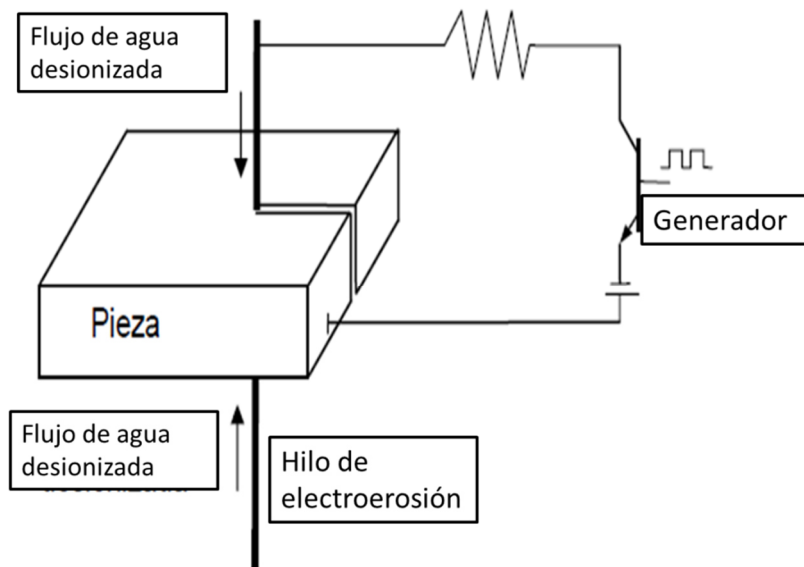 Flujo de agua
desionizada
Generador
Pieza
Flujo de agua
desionizada
Hilo de
electroerosión